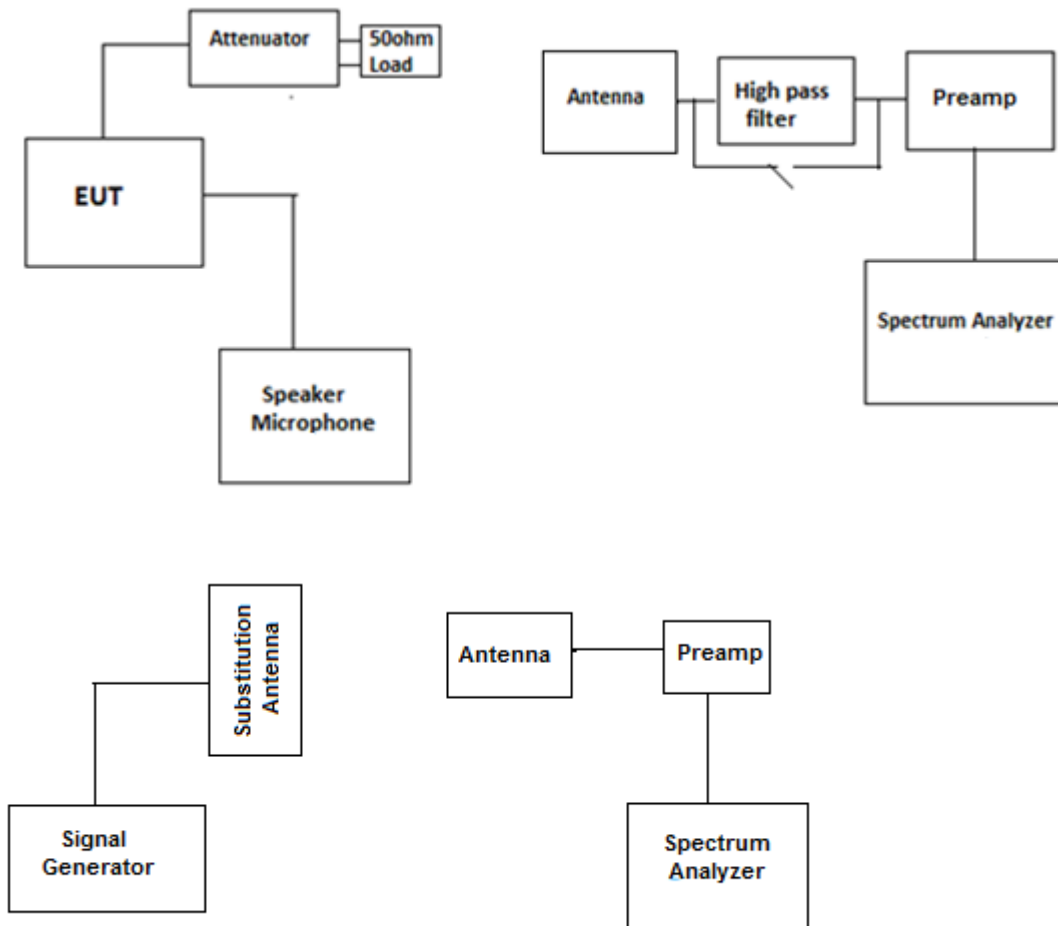 Attenuator
50ohm
Load
EUT
Speaker
Microphone
Antenna
High pass
filter
Preamp
Spectrum Analyzer
Substitution
Antenna
Signal
Generator
Antenna
Preamp
Spectrum
Analyzer